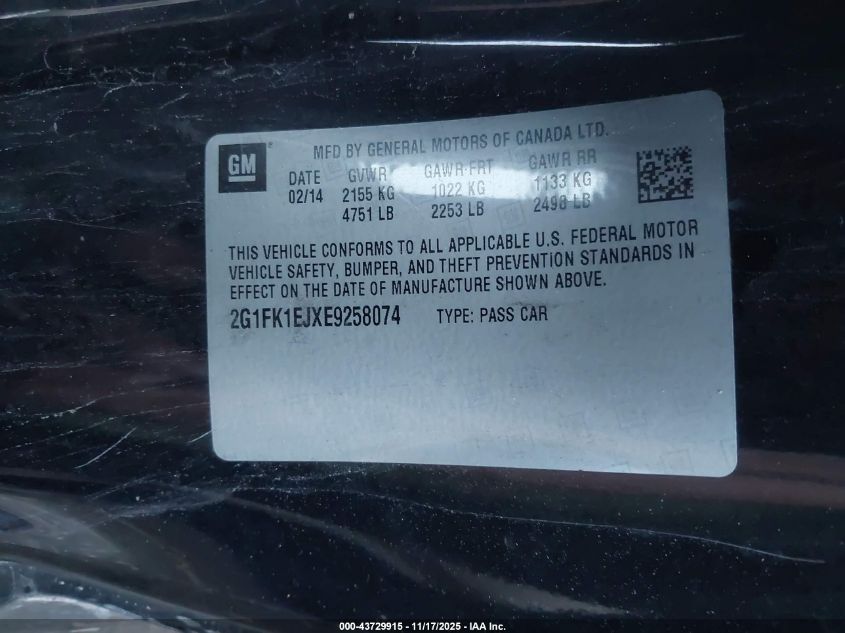 MFD BY GENERAL MOTORS OF CANADA LTD.
GM
DATE GVWR GAWR FRT GAWR RR
02/14 2155 KG 1022 KG 1133 KG
4751 LB 2253 LB 2498 LB
THIS VEHICLE CONFORMS TO ALL APPLICABLE U.S. FEDERAL MOTOR
VEHICLE SAFETY, BUMPER, AND THEFT PREVENTION STANDARDS IN
EFFECT ON THE DATE OF MANUFACTURE SHOWN ABOVE.
2G1FK1EJXE9258074 TYPE: PASS CAR
000-43729915 - 11/17/2025 - IAA Inc.